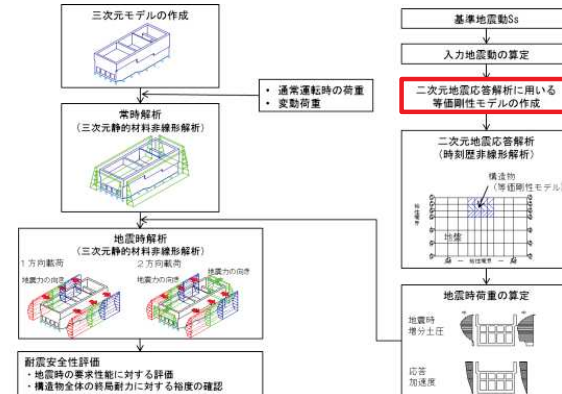 三次元モデルの作成
・ 通常運転時の荷重
・ 変動荷重
常時解析
(三次元静的材料非線形解析)
地震時解析
(三次元静的材料非線形解析)
1方向載荷
2方向載荷
地震力の向き
地震力の向き
耐震安全性評価
・地震時の要求性能に対する評価
・構造物全体の終局耐力に対する裕度の確認
基準地震動Ss
入力地震動の算定
二次元地震応答解析に用いる
等価剛性モデルの作成
二次元地震応答解析
(時刻歴非線形解析)
構造物
(等価剛性モデル)
地盤
地震時荷重の算定
地震時
増分土圧
応答
加速度